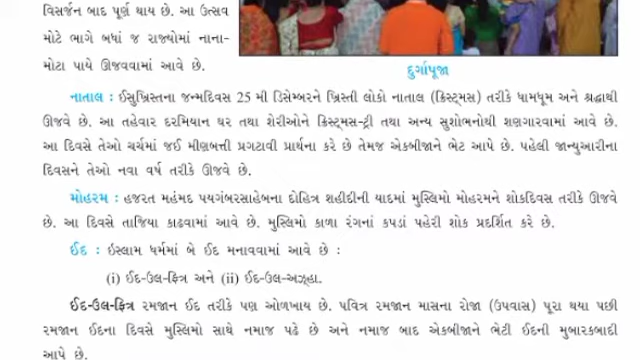 વિસર્જન બાદ પૂર્ણ થાય છે. આ ઉત્સવ
મોટે ભાગે બધાં જ રાજ્યોમાં નાના-
મોટા પાયે ઊજવવામાં આવે છે.
દુર્ગાપૂજા
નાતાલ : ઈસુખ્રિસ્તના જન્મદિવસ 25 મી ડિસેમ્બરને ખ્રિસ્તી લોકો નાતાલ (ક્રિસ્ટ્મસ) તરીકે ધામધૂમ અને શ્રદ્ધાથી
ઊજવે છે. આ તહેવાર દરમિયાન ઘર તથા શેરીઓને ક્રિસ્ટ્મસ-ટ્રી તથા અન્ય સુશોભનોથી શણગારવામાં આવે છે.
આ દિવસે તેઓ ચર્ચમાં જઈ મીણબત્તી પ્રગટાવી પ્રાર્થના કરે છે તેમજ એકબીજાને ભેટ આપે છે. પહેલી જાન્યુઆરીના
દિવસને તેઓ નવા વર્ષ તરીકે ઊજવે છે.
મોહરમ : હજરત મહંમદ પયગંબરસાહેબના દોહિત્ર શહીદીની યાદમાં મુસ્લિમો મોહરમને શોકદિવસ તરીકે ઊજવે
છે. આ દિવસે તાજિયા કાઢવામાં આવે છે. મુસ્લિમો કાળા રંગનાં કપડાં પહેરી શોક પ્રદર્શિત કરે છે.
ઈદ : ઇસ્લામ ધર્મમાં બે ઈદ મનાવવામાં આવે છે :
(i) ઈદ-ઉલ-ફિત્ર અને (ii) ઈદ-ઉલ-અઝ્હા.
ઈદ-ઉલ-ફિત્ર રમજાન ઈદ તરીકે પણ ઓળખાય છે. પવિત્ર રમજાન માસના રોજા (ઉપવાસ) પૂરા થયા પછી
રમજાન ઈદના દિવસે મુસ્લિમો સાથે નમાજ પઢે છે અને નમાજ બાદ એકબીજાને ભેટી ઈદની મુબારકબાદી
આપે છે.